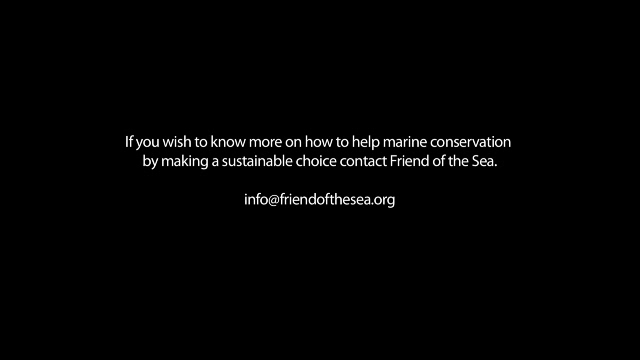 If you wish to know more on how to help marine conservation
by making a sustainable choice contact Friend of the Sea.
info@friendofthesea.org